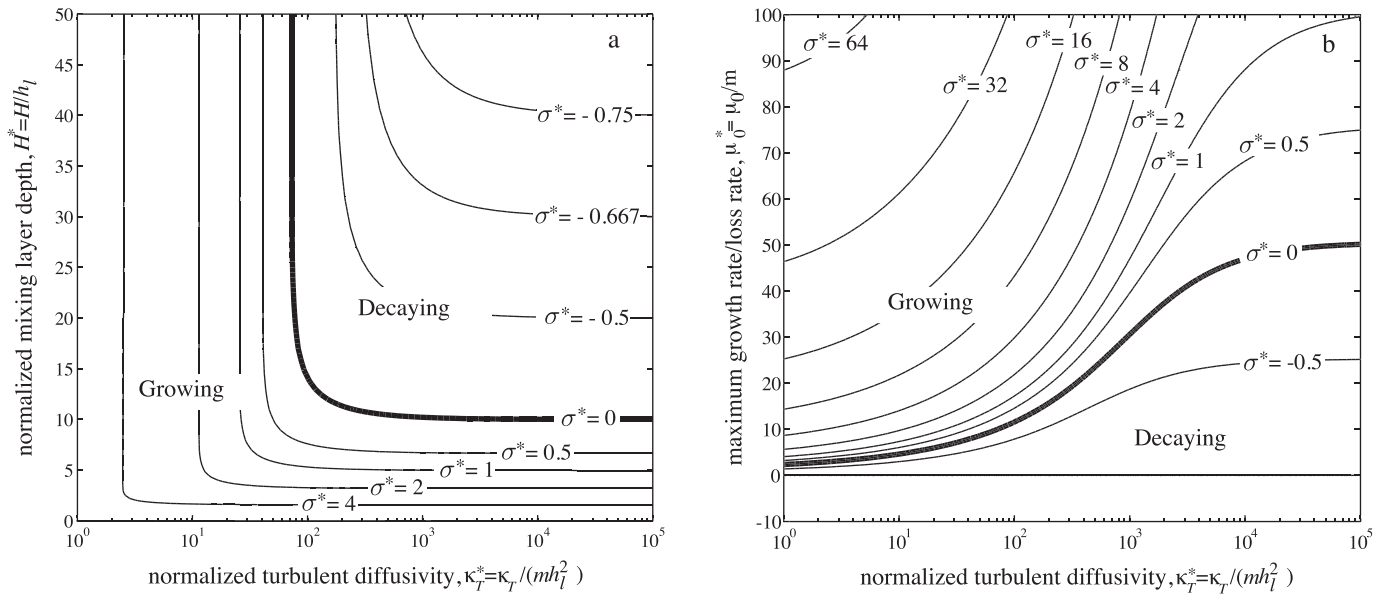 a
normalized mixing layer depth, H*=H/h_l
50
45
40
35
30
25
20
15
10
5
0
σ*= - 0.75
σ*= - 0.667
σ*= - 0.5
Decaying
Growing
σ*= 0
σ*= 0.5
σ*= 1
σ*= 2
σ*= 4
10^0 10^1 10^2 10^3 10^4 10^5
normalized turbulent diffusivity, κ_T^*=κ_T/(mh_l^2)
b
maximum growth rate/loss rate, μ_0^*= μ_0/m
100
90
80
70
60
50
40
30
20
10
0
-10
σ*= 64
σ*= 32
σ*= 16
σ*= 8
σ*= 4
σ*= 2
σ*= 1
σ*= 0.5
σ*= 0
σ*= -0.5
Growing
Decaying
10^0 10^1 10^2 10^3 10^4 10^5
normalized turbulent diffusivity, κ_T^*=κ_T/(mh_l^2)